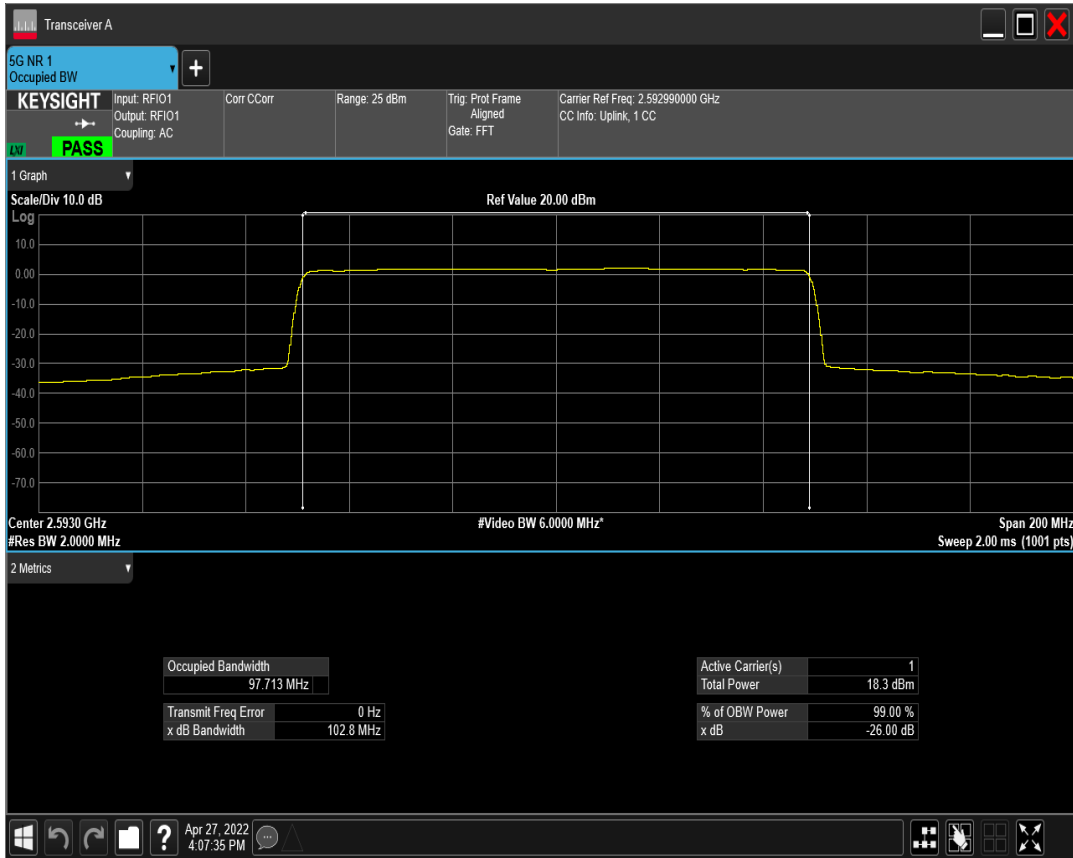 Transceiver A
5G NR 1
Occupied BW
KEYSIGHT
LXI
PASS
Input: RFIO1
Output: RFIO1
Coupling: AC
Corr CCorr
Range: 25 dBm
Trig: Prot Frame
Aligned
Gate: FFT
Carrier Ref Freq: 2.592990000 GHz
CC Info: Uplink, 1 CC
1 Graph
Scale/Div 10.0 dB
Ref Value 20.00 dBm
Log
10.0
0.00
-10.0
-20.0
-30.0
-40.0
-50.0
-60.0
-70.0
Center 2.5930 GHz
#Video BW 6.0000 MHz*
Span 200 MHz
#Res BW 2.0000 MHz
Sweep 2.00 ms (1001 pts)
2 Metrics
Occupied Bandwidth
97.713 MHz
Transmit Freq Error 0 Hz
x dB Bandwidth 102.8 MHz
Active Carrier(s) 1
Total Power 18.3 dBm
% of OBW Power 99.00 %
x dB -26.00 dB
?
Apr 27, 2022
4:07:35 PM